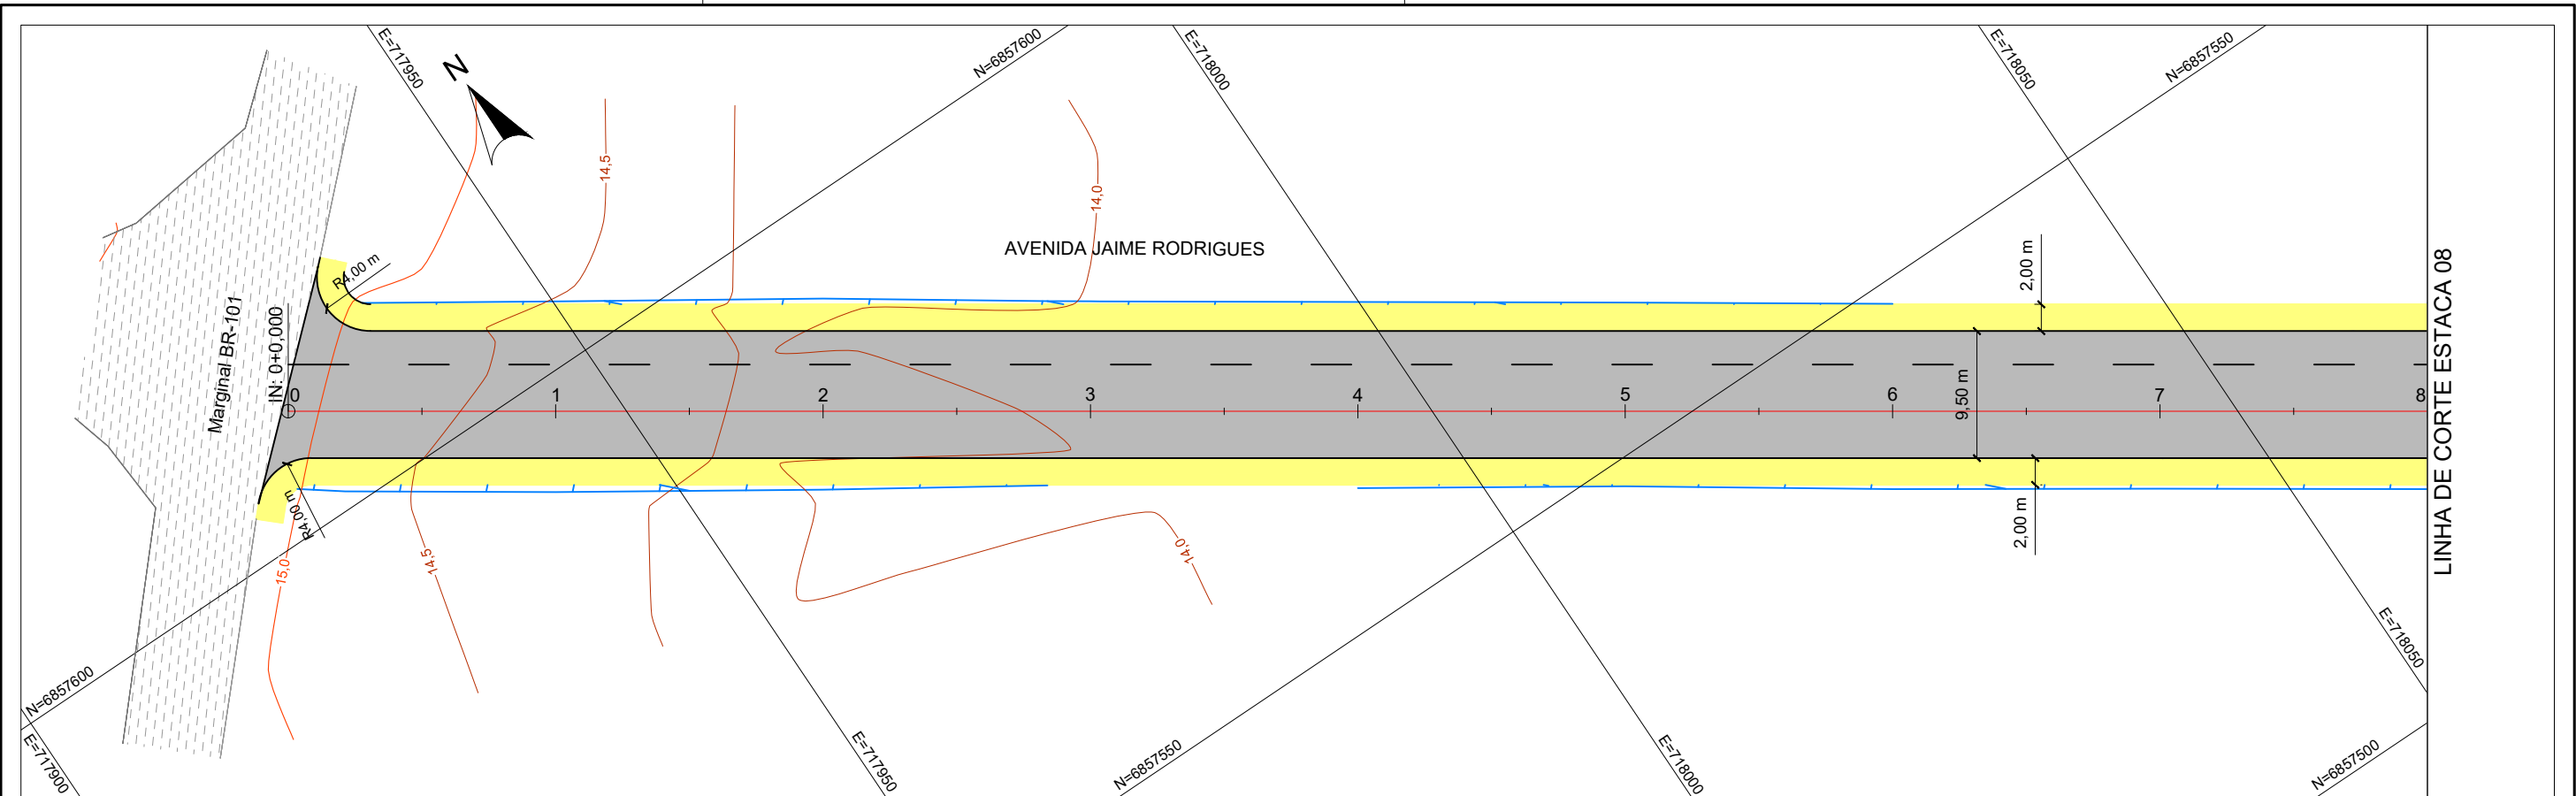 E=717950
N
N=6857600
E=718000
E=718050
N=6857550
14,5
14,0
AVENIDA JAIME RODRIGUES
R4,00 m
2,00 m
Marginal BR-101
IN: 0+0,000
0
1
2
3
4
5
6
7
8
9,50 m
LINHA DE CORTE ESTACA 08
R4,00 m
2,00 m
15,0
14,5
14,0
E=718050
N=6857600
E=717900
E=717950
N=6857550
E=718000
N=6857500